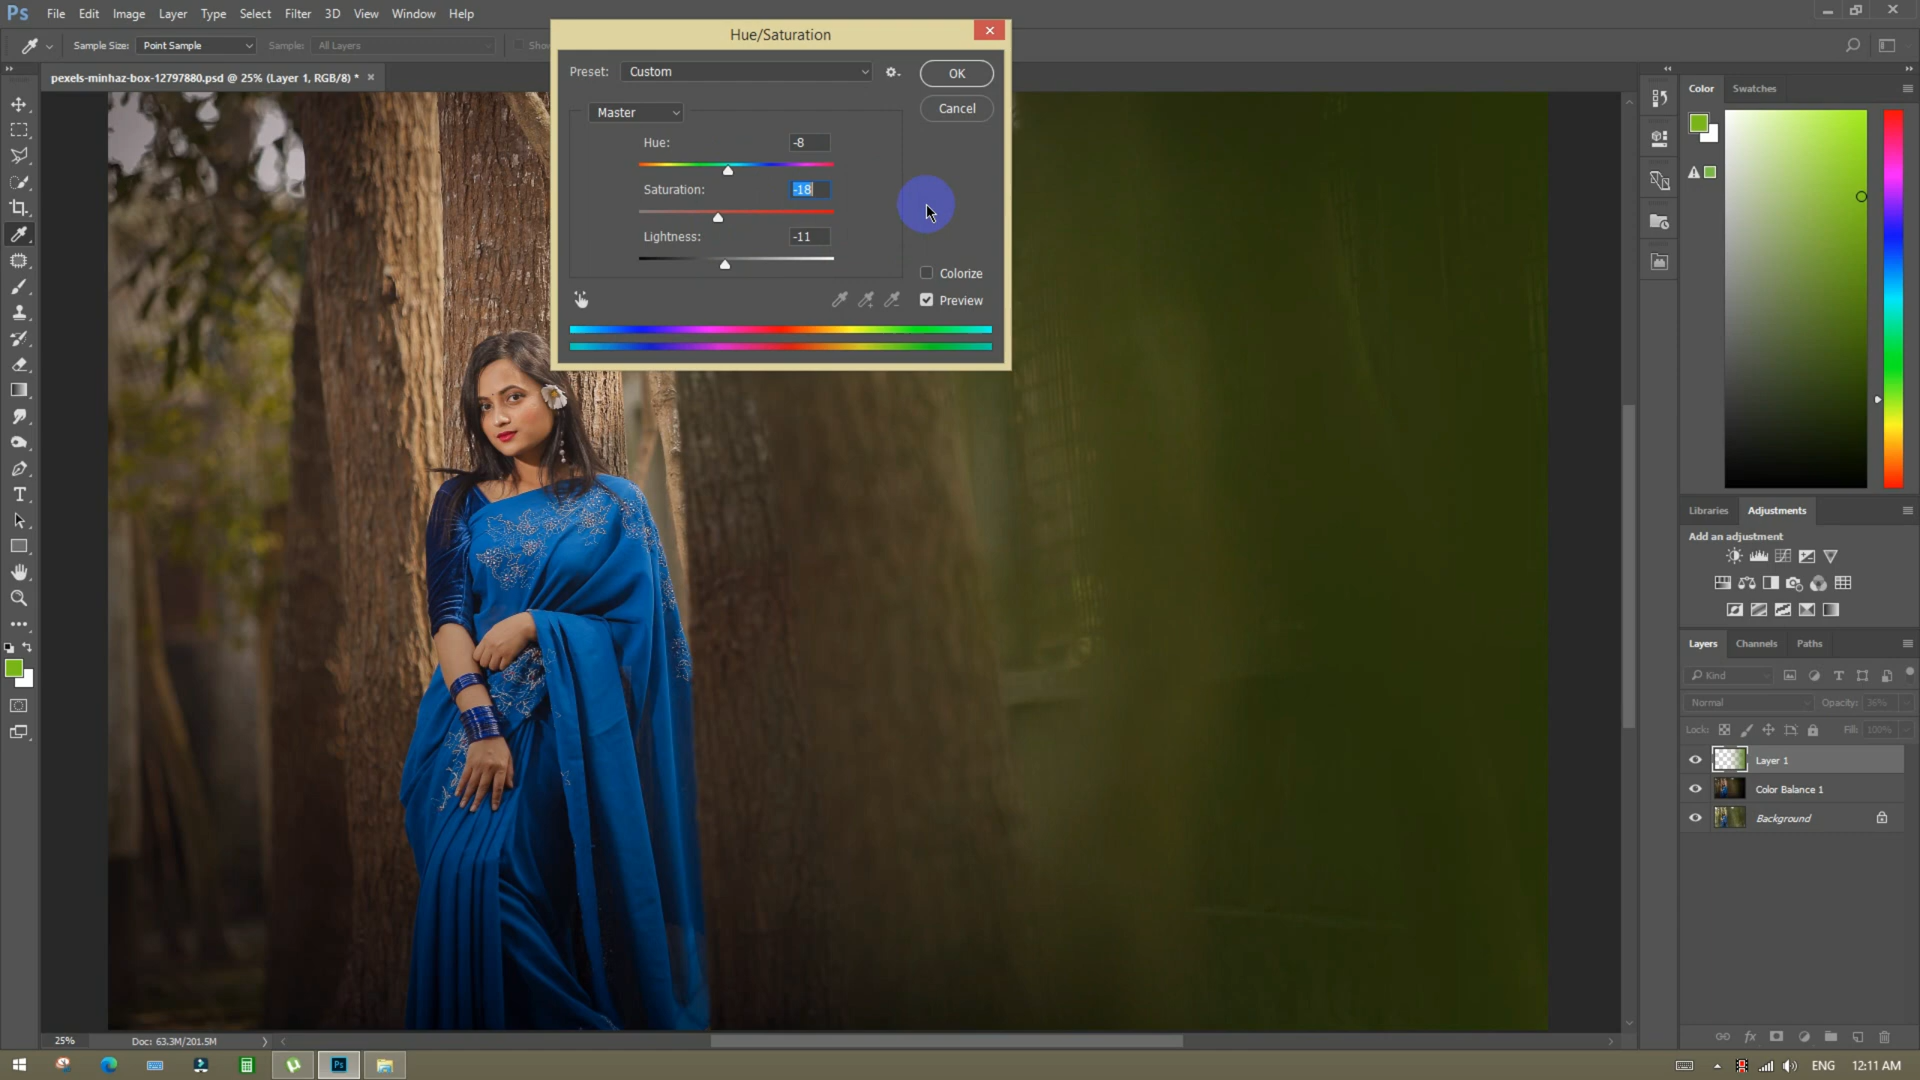 Ps File Edit Image Layer Type Select Filter 3D View Window Help
Sample Size: Point Sample Sample: All Layers Show
pexels-minhaz-box-12797880.psd @ 25% (Layer 1, RGB/8) *
Hue/Saturation
Preset: Custom
OK
Cancel
Master
Hue: -8
Saturation: -18
Lightness: -11
Colorize
Preview
Color Swatches
Libraries Adjustments
Add an adjustment
Layers Channels Paths
Kind
Normal Opacity: 36%
Lock: Fill: 100%
Layer 1
Color Balance 1
Background
25% Doc: 63.3M/201.5M
Ps
ENG 12:11 AM